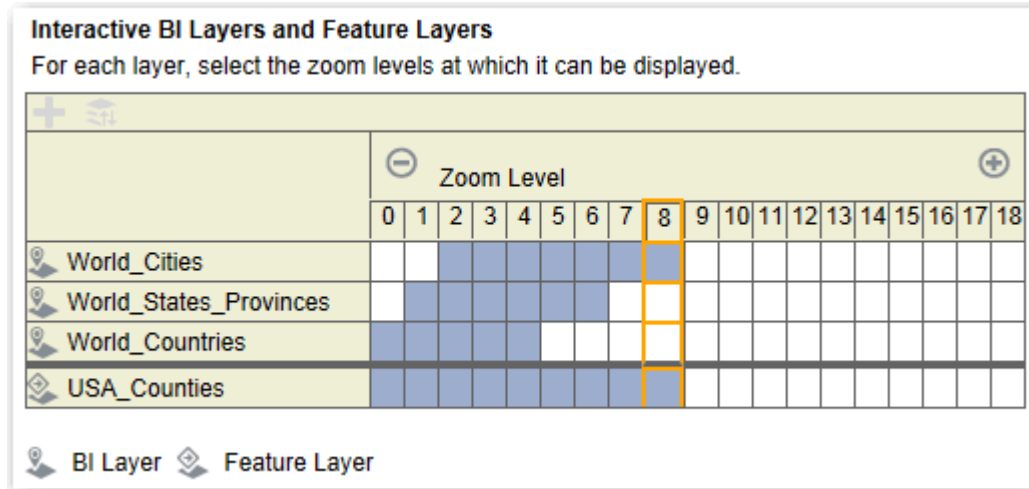 Interactive BI Layers and Feature Layers
For each layer, select the zoom levels at which it can be displayed.
Zoom Level
0 1 2 3 4 5 6 7 8 9 10 11 12 13 14 15 16 17 18
World_Cities
World_States_Provinces
World_Countries
USA_Counties
BI Layer Feature Layer